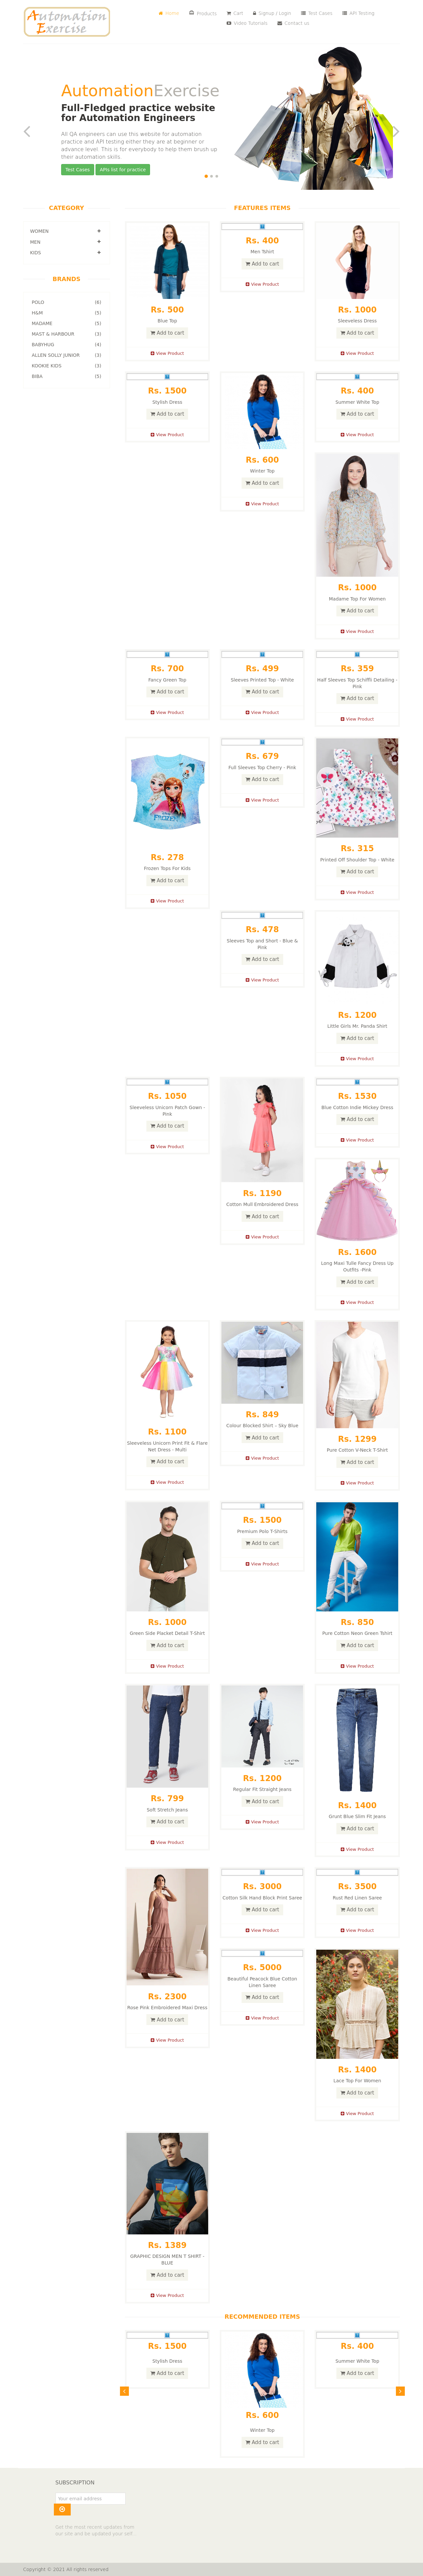 Automation
Exercise
Home
Products
Cart
Signup / Login
Test Cases
API Testing
Video Tutorials
Contact us
AutomationExercise
Full-Fledged practice website
for Automation Engineers
All QA engineers can use this website for automation
practice and API testing either they are at beginner or
advance level. This is for everybody to help them brush up
their automation skills.
Test Cases
APIs list for practice
CATEGORY
WOMEN
MEN
KIDS
BRANDS
POLO (6)
H&M (5)
MADAME (5)
MAST & HARBOUR (3)
BABYHUG (4)
ALLEN SOLLY JUNIOR (3)
KOOKIE KIDS (3)
BIBA (5)
FEATURES ITEMS
Rs. 500
Blue Top
Add to cart
View Product
Rs. 400
Men Tshirt
Add to cart
View Product
Rs. 1000
Sleeveless Dress
Add to cart
View Product
Rs. 1500
Stylish Dress
Add to cart
View Product
Rs. 600
Winter Top
Add to cart
View Product
Rs. 400
Summer White Top
Add to cart
View Product
Rs. 1000
Madame Top For Women
Add to cart
View Product
Rs. 700
Fancy Green Top
Add to cart
View Product
Rs. 499
Sleeves Printed Top - White
Add to cart
View Product
Rs. 359
Half Sleeves Top Schiffli Detailing -
Pink
Add to cart
View Product
Rs. 278
Frozen Tops For Kids
Add to cart
View Product
Rs. 679
Full Sleeves Top Cherry - Pink
Add to cart
View Product
Rs. 315
Printed Off Shoulder Top - White
Add to cart
View Product
Rs. 478
Sleeves Top and Short - Blue &
Pink
Add to cart
View Product
Rs. 1200
Little Girls Mr. Panda Shirt
Add to cart
View Product
Rs. 1050
Sleeveless Unicorn Patch Gown -
Pink
Add to cart
View Product
Rs. 1190
Cotton Mull Embroidered Dress
Add to cart
View Product
Rs. 1530
Blue Cotton Indie Mickey Dress
Add to cart
View Product
Rs. 1600
Long Maxi Tulle Fancy Dress Up
Outfits -Pink
Add to cart
View Product
Rs. 1100
Sleeveless Unicorn Print Fit & Flare
Net Dress - Multi
Add to cart
View Product
Rs. 849
Colour Blocked Shirt – Sky Blue
Add to cart
View Product
Rs. 1299
Pure Cotton V-Neck T-Shirt
Add to cart
View Product
Rs. 1000
Green Side Placket Detail T-Shirt
Add to cart
View Product
Rs. 1500
Premium Polo T-Shirts
Add to cart
View Product
Rs. 850
Pure Cotton Neon Green Tshirt
Add to cart
View Product
Rs. 799
Soft Stretch Jeans
Add to cart
View Product
Rs. 1200
Regular Fit Straight Jeans
Add to cart
View Product
Rs. 1400
Grunt Blue Slim Fit Jeans
Add to cart
View Product
Rs. 2300
Rose Pink Embroidered Maxi Dress
Add to cart
View Product
Rs. 3000
Cotton Silk Hand Block Print Saree
Add to cart
View Product
Rs. 3500
Rust Red Linen Saree
Add to cart
View Product
Rs. 5000
Beautiful Peacock Blue Cotton
Linen Saree
Add to cart
View Product
Rs. 1400
Lace Top For Women
Add to cart
View Product
Rs. 1389
GRAPHIC DESIGN MEN T SHIRT -
BLUE
Add to cart
View Product
RECOMMENDED ITEMS
Rs. 1500
Stylish Dress
Add to cart
Rs. 600
Winter Top
Add to cart
Rs. 400
Summer White Top
Add to cart
SUBSCRIPTION
Your email address
Get the most recent updates from
our site and be updated your self...
Copyright © 2021 All rights reserved